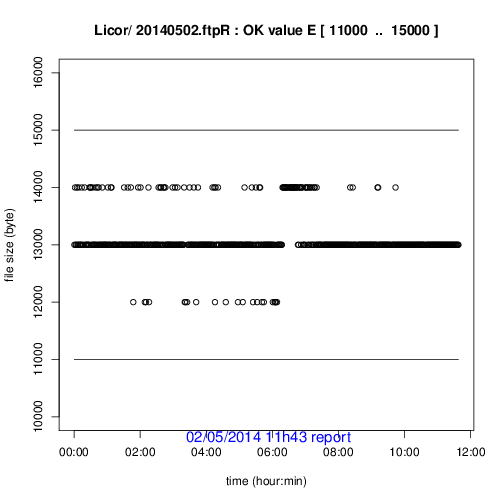 Licor/ 20140502.ftpR : OK value E [ 11000 .. 15000 ]
file size (byte)
16000
15000
14000
13000
12000
11000
10000
02/05/2014 11h43 report
00:00 02:00 04:00 06:00 08:00 10:00 12:00
time (hour:min)